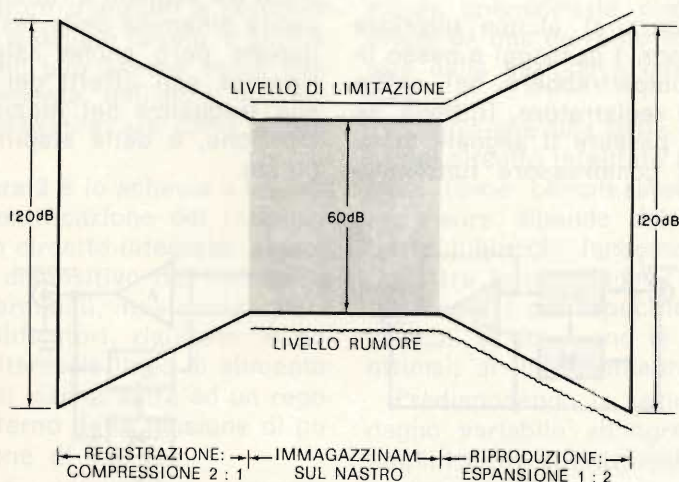 LIVELLO DI LIMITAZIONE
120dB
60dB
120dB
LIVELLO RUMORE
REGISTRAZIONE:
COMPRESSIONE 2 : 1
IMMAGAZZINAM
SUL NASTRO
RIPRODUZIONE:
ESPANSIONE 1 : 2